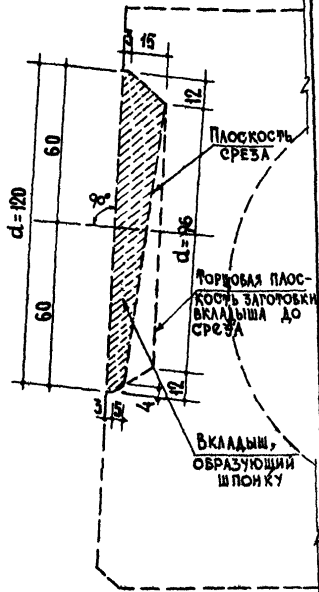 15
12
60
ПЛОСКОСТЬ
СРЕЗА
90°
d=120
d=96
60
ТОРЦОВАЯ ПЛОС-
КОСТЬ ЗАГОТОВКИ
ВКЛАДЫША ДО
СРЕЗА
12
3
5
4
ВКЛАДЫШ,
ОБРАЗУЮЩИЙ
ШПОНКУ